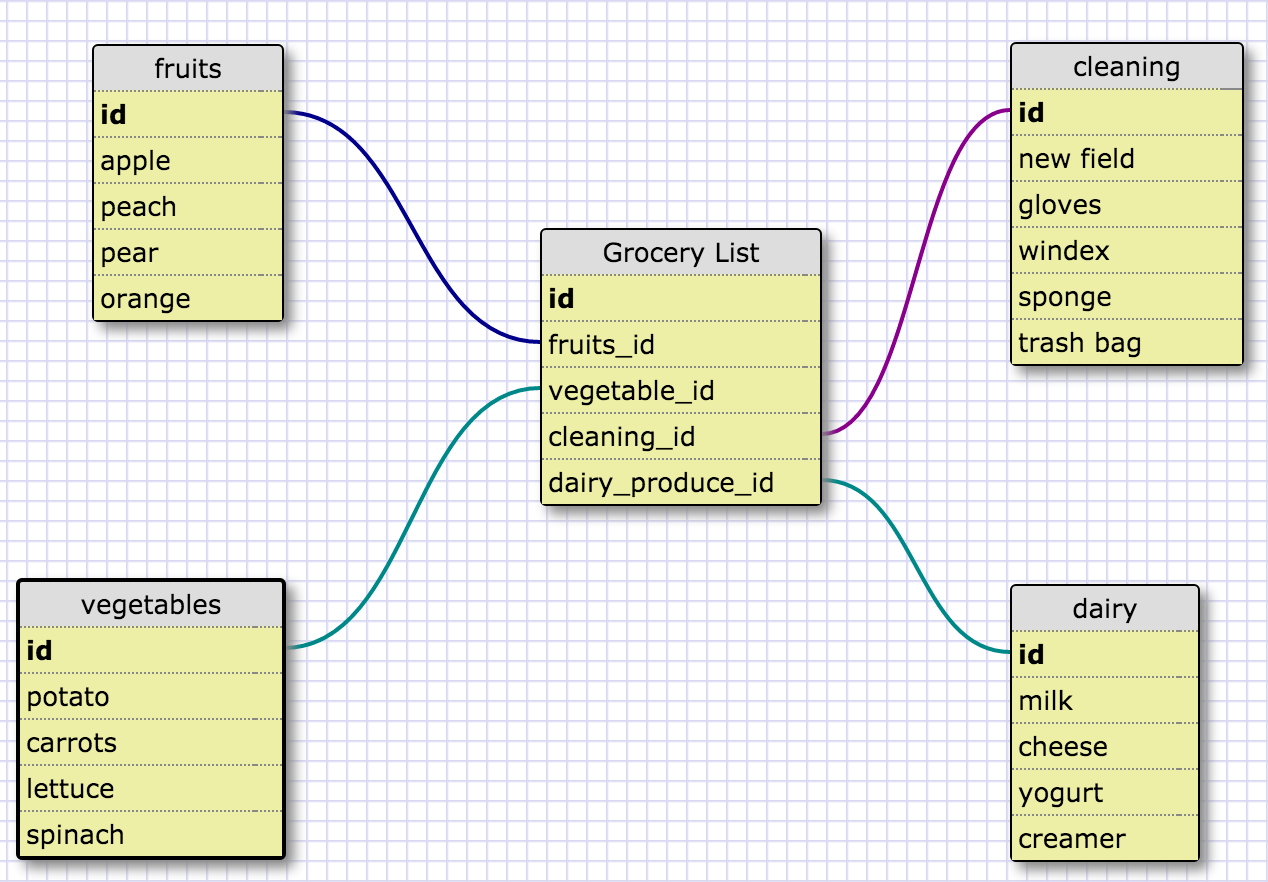 fruits
id
apple
peach
pear
orange
Grocery List
id
fruits_id
vegetable_id
cleaning_id
dairy_produce_id
cleaning
id
new field
gloves
windex
sponge
trash bag
vegetables
id
potato
carrots
lettuce
spinach
dairy
id
milk
cheese
yogurt
creamer